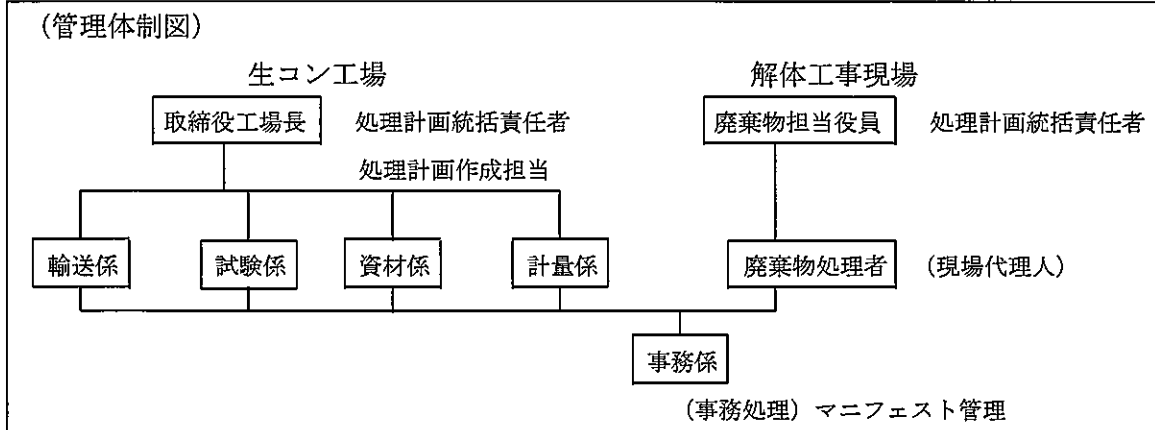 (管理体制図)
生コン工場 解体工事現場
取締役工場長 処理計画統括責任者 廃棄物担当役員 処理計画統括責任者
処理計画作成担当
輸送係 試験係 資材係 計量係 廃棄物処理者 (現場代理人)
事務係
(事務処理) マニフェスト管理